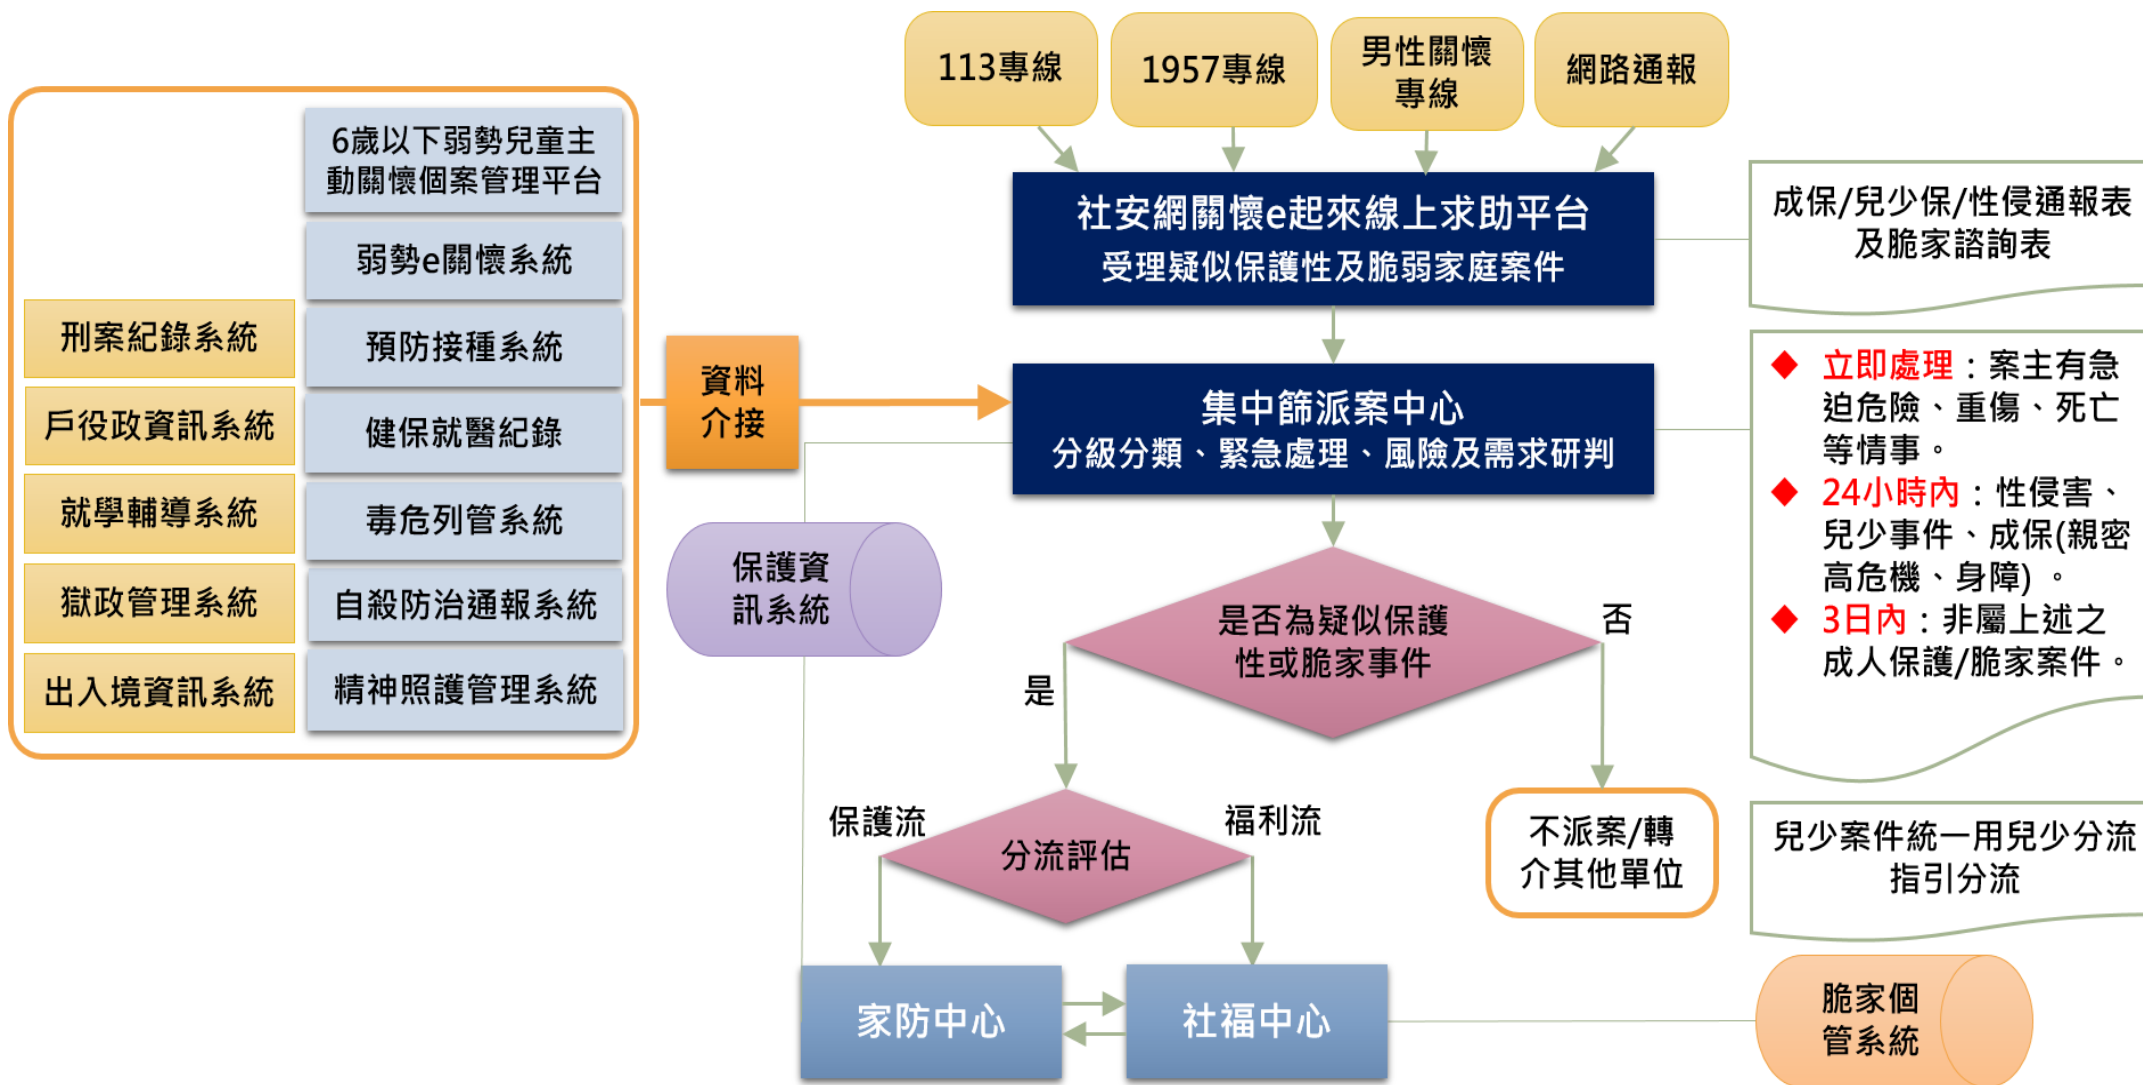 113專線
1957專線
男性關懷
專線
網路通報
6歲以下弱勢兒童主
動關懷個案管理平台
弱勢e關懷系統
預防接種系統
健保就醫紀錄
毒危列管系統
自殺防治通報系統
精神照護管理系統
刑案紀錄系統
戶役政資訊系統
就學輔導系統
獄政管理系統
出入境資訊系統
資料
介接
社安網關懷e起來線上求助平台
受理疑似保護性及脆弱家庭案件
成保/兒少保/性侵通報表
及脆家諮詢表
集中篩派案中心
分級分類、緊急處理、風險及需求研判
◆ 立即處理：案主有急
迫危險、重傷、死亡
等情事。
◆ 24小時內：性侵害、
兒少事件、成保(親密
高危機、身障) 。
◆ 3日內：非屬上述之
成人保護/脆家案件。
保護資
訊系統
是否為疑似保護
性或脆家事件
是
否
保護流
分流評估
福利流
不派案/轉
介其他單位
兒少案件統一用兒少分流
指引分流
家防中心
社福中心
脆家個
管系統